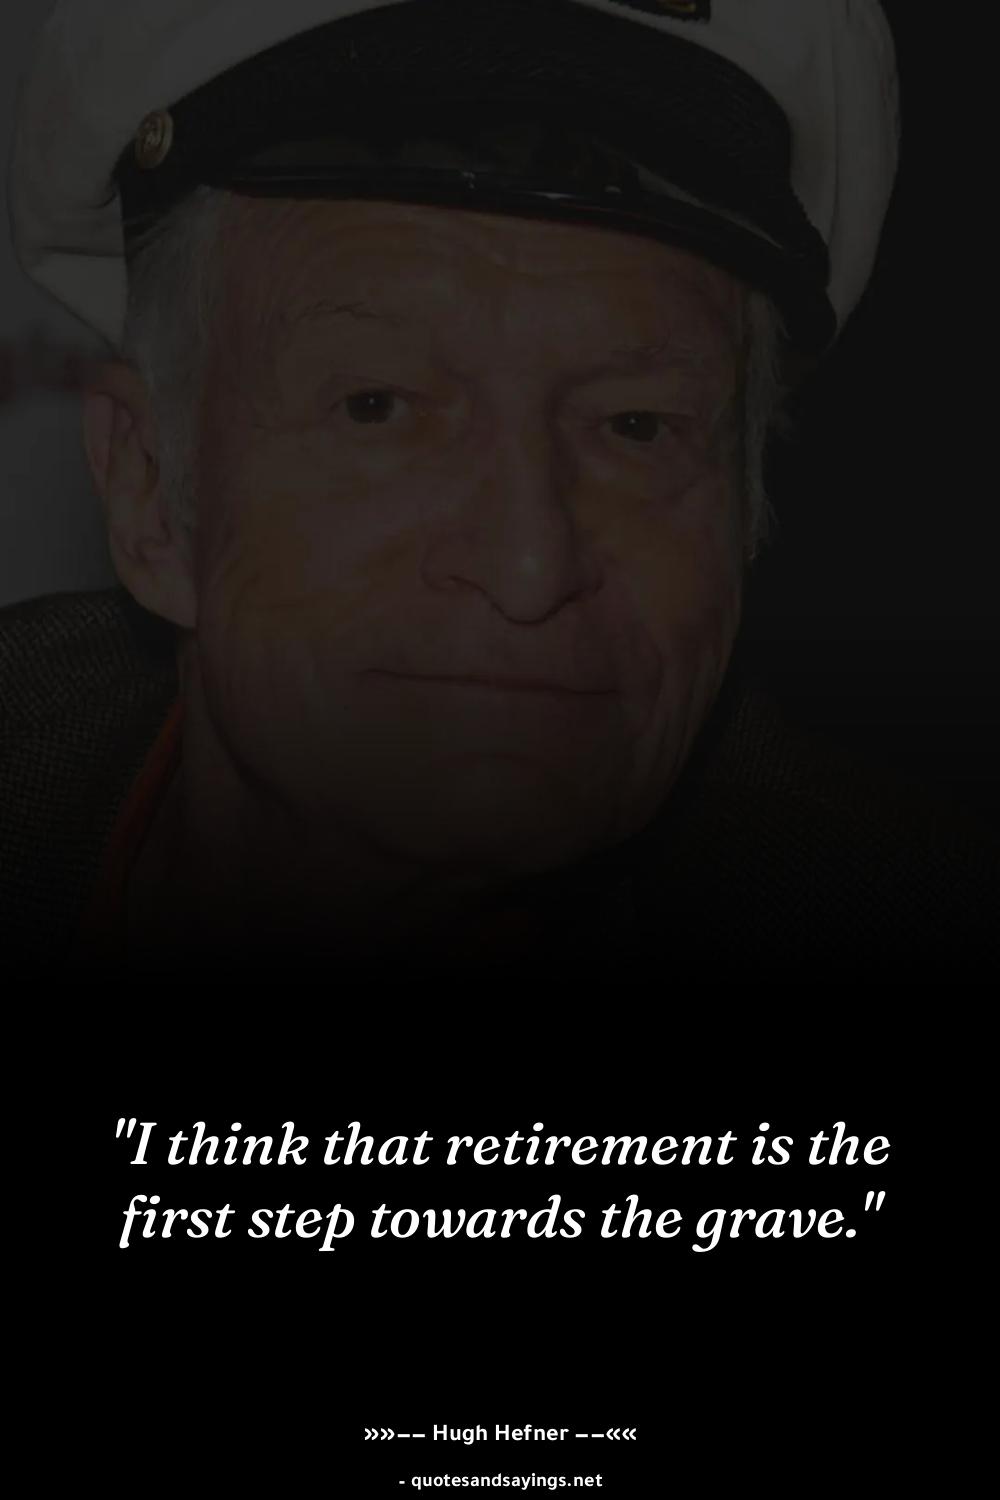 "I think that retirement is the
first step towards the grave."
»»—— Hugh Hefner ——««
- quotesandsayings.net